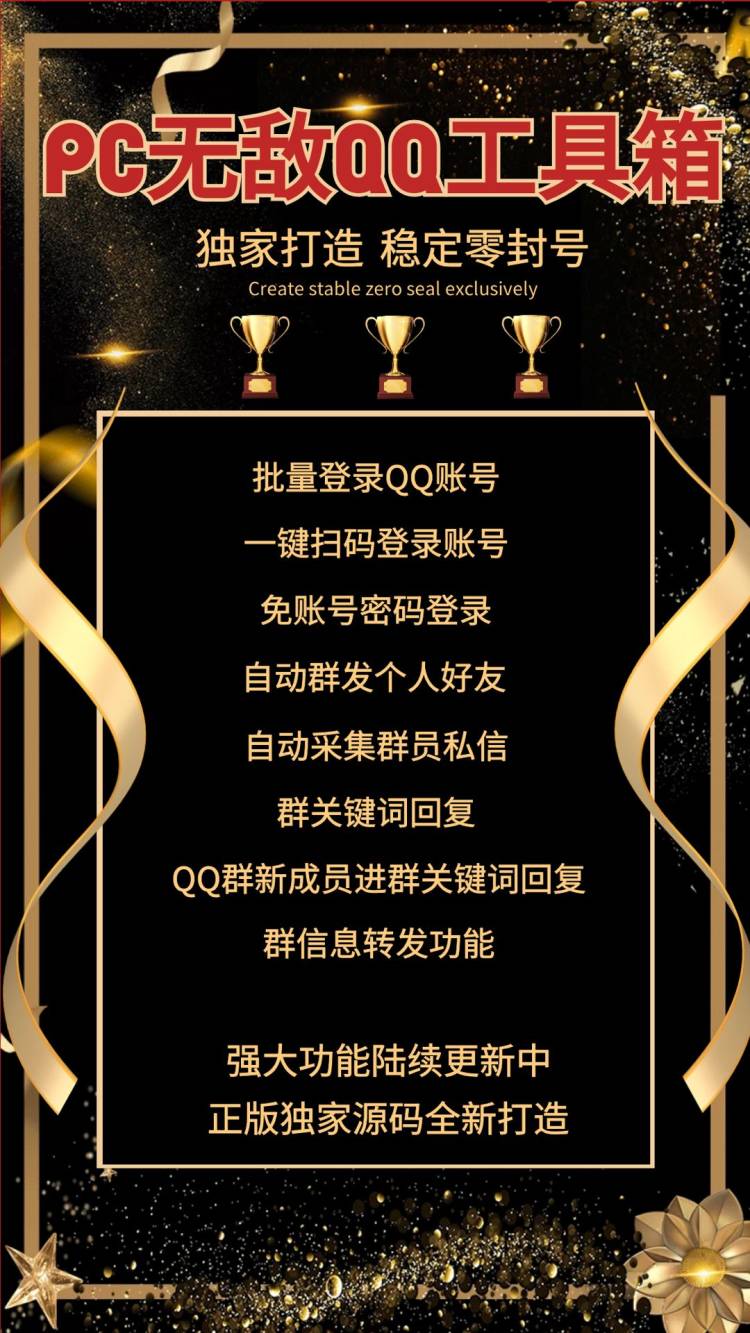 PC无敌QQ工具箱
独家打造 稳定零封号
Create stable zero seal exclusively
批量登录QQ账号
一键扫码登录账号
免账号密码登录
自动群发个人好友
自动采集群员私信
群关键词回复
QQ群新成员进群关键词回复
群信息转发功能
强大功能陆续更新中
正版独家源码全新打造